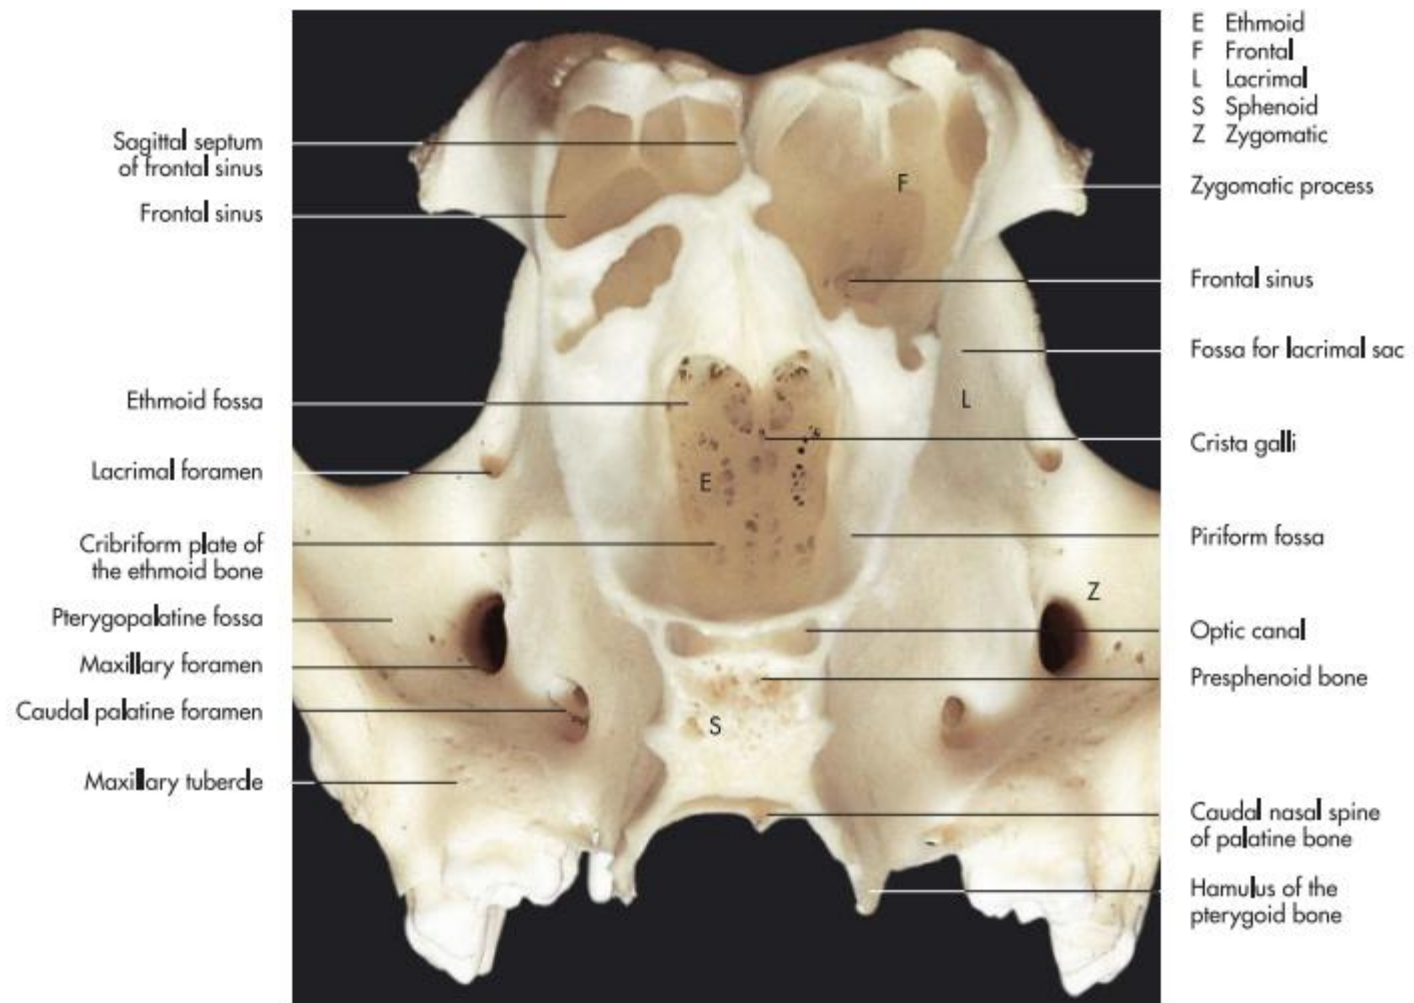 Sagittal septum
of frontal sinus
Frontal sinus
Ethmoid fossa
Lacrimal foramen
Cribriform plate of
the ethmoid bone
Pterygopalatine fossa
Maxillary foramen
Caudal palatine foramen
Maxillary tubercle
F
L
E
Z
S
E Ethmoid
F Frontal
L Lacrimal
S Sphenoid
Z Zygomatic
Zygomatic process
Frontal sinus
Fossa for lacrimal sac
Crista galli
Piriform fossa
Optic canal
Presphenoid bone
Caudal nasal spine
of palatine bone
Hamulus of the
pterygoid bone